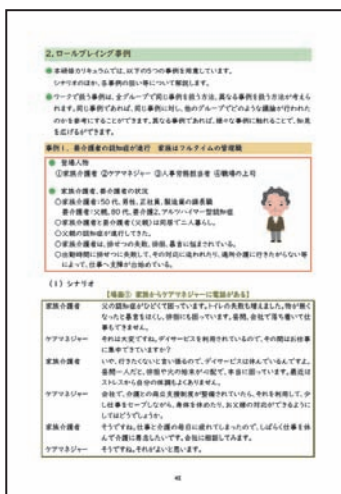 2.ロールプレイング事例
本研修カリキュラムでは、以下の5つの事例を用意しています。
シナリオのほか、各事例の扱い等について解説します。
ワークで扱う事例は、全グループで同じ事例を扱う方法、異なる事例を扱う方法が考えら
れます。同じ事例であれば、同じ事例に対し、他のグループでどのような議論が行われた
のかを参考にすることができます。異なる事例であれば、様々な事例に触れることで、知見
を広げるができます。
事例1.要介護者の認知症が進行 家族はフルタイムの管理職
登場人物
①家族介護者 ②ケアマネジャー ③人事労務担当者 ④職場の上司
家族介護者、要介護者の状況
○家族介護者:50代、男性、正社員、製造業の課長職
要介護者:父親、80代、要介護2、アルツハイマー型認知症
○家族介護者と要介護者(父親)は同居で二人暮らし。
○父親の認知症が進行してきた。
○家族介護者は、排せつの失敗、徘徊、暴言に悩まされている。
○出勤時間に排せつに失敗して、その対応に追われたり、通所介護に行きたがらない等
によって、仕事へ支障が出始めている。
(1)シナリオ
【場面① 家族からケアマネジャーに電話がある】
家族介護者 父の認知症がひどくて困っています。トイレの失敗も増えました。物が無く
なったと暴言をはくし、徘徊にも困っています。昼間、会社で落ち着いて仕
事もできません。
ケアマネジャー それは大変ですね。デイサービスを利用されているので、その間はお仕事
に集中できていますか?
家族介護者 いや、行きたくないと言い張るので、デイサービスは休んでいるんですよ。
昼間一人だと、徘徊や火の始末が心配で、本当に困っています。最近は
ストレスから自分の体調もよくありません。
ケアマネジャー 会社で、介護との両立支援制度が整備されていたら、それを利用して、少
し仕事をセーブしながら、身体を休めたり、お父様の対応ができるように
してはどうでしょうか。
家族介護者 そうですね。仕事と介護の毎日に疲れてしまったので、しばらく仕事を休
んで介護に専念したいです。会社に相談してみます。
ケアマネジャー そうですね。それがよいと思います。